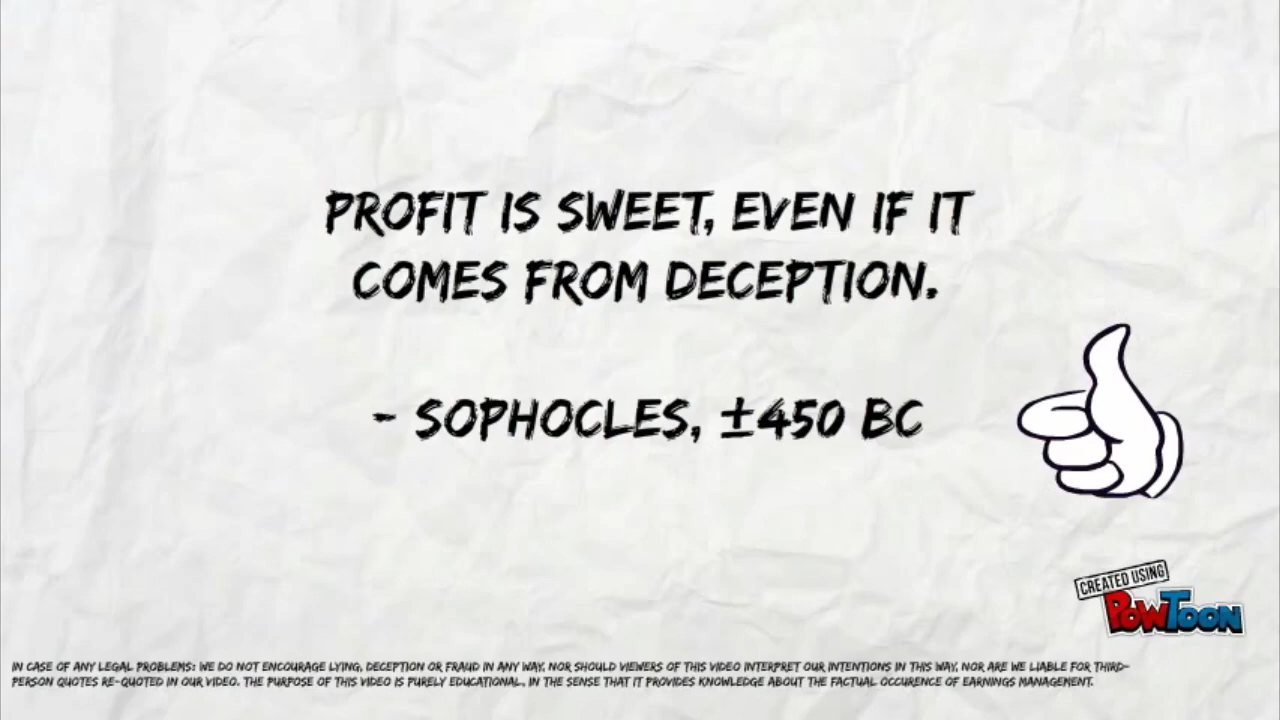 PROFIT IS SWEET, EVEN IF IT
COMES FROM DECEPTION.
- SOPHOCLES, ±450 BC
CREATED USING
POWTOON
IN CASE OF ANY LEGAL PROBLEMS: WE DO NOT ENCOURAGE LYING, DECEPTION OR FRAUD IN ANY WAY, NOR SHOULD VIEWERS OF THIS VIDEO INTERPRET OUR INTENTIONS IN THIS WAY, NOR ARE WE LIABLE FOR THIRD-
PERSON QUOTES RE-QUOTED IN OUR VIDEO. THE PURPOSE OF THIS VIDEO IS PURELY EDUCATIONAL, IN THE SENSE THAT IT PROVIDES KNOWLEDGE ABOUT THE FACTUAL OCCURENCE OF EARNINGS MANAGEMENT.